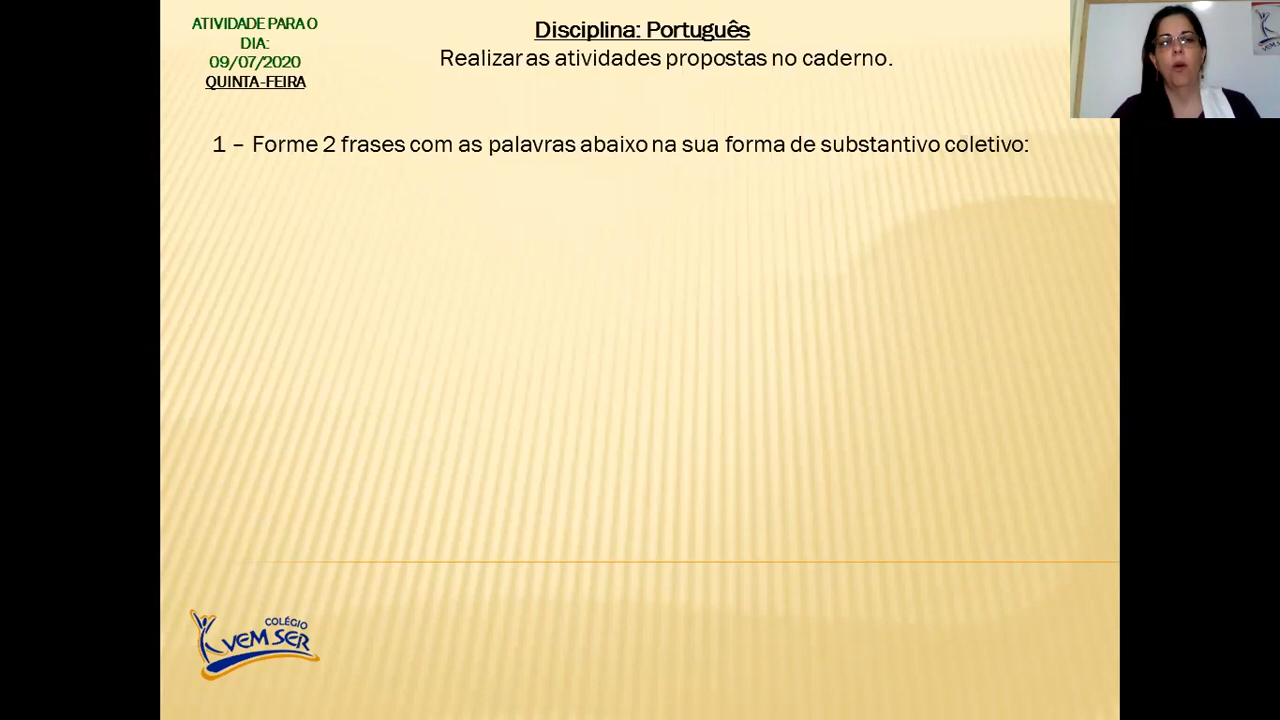 ATIVIDADE PARA O
DIA:
09/07/2020
QUINTA-FEIRA
Disciplina: Português
Realizar as atividades propostas no caderno.
1 – Forme 2 frases com as palavras abaixo na sua forma de substantivo coletivo:
COLÉGIO
VEM SER